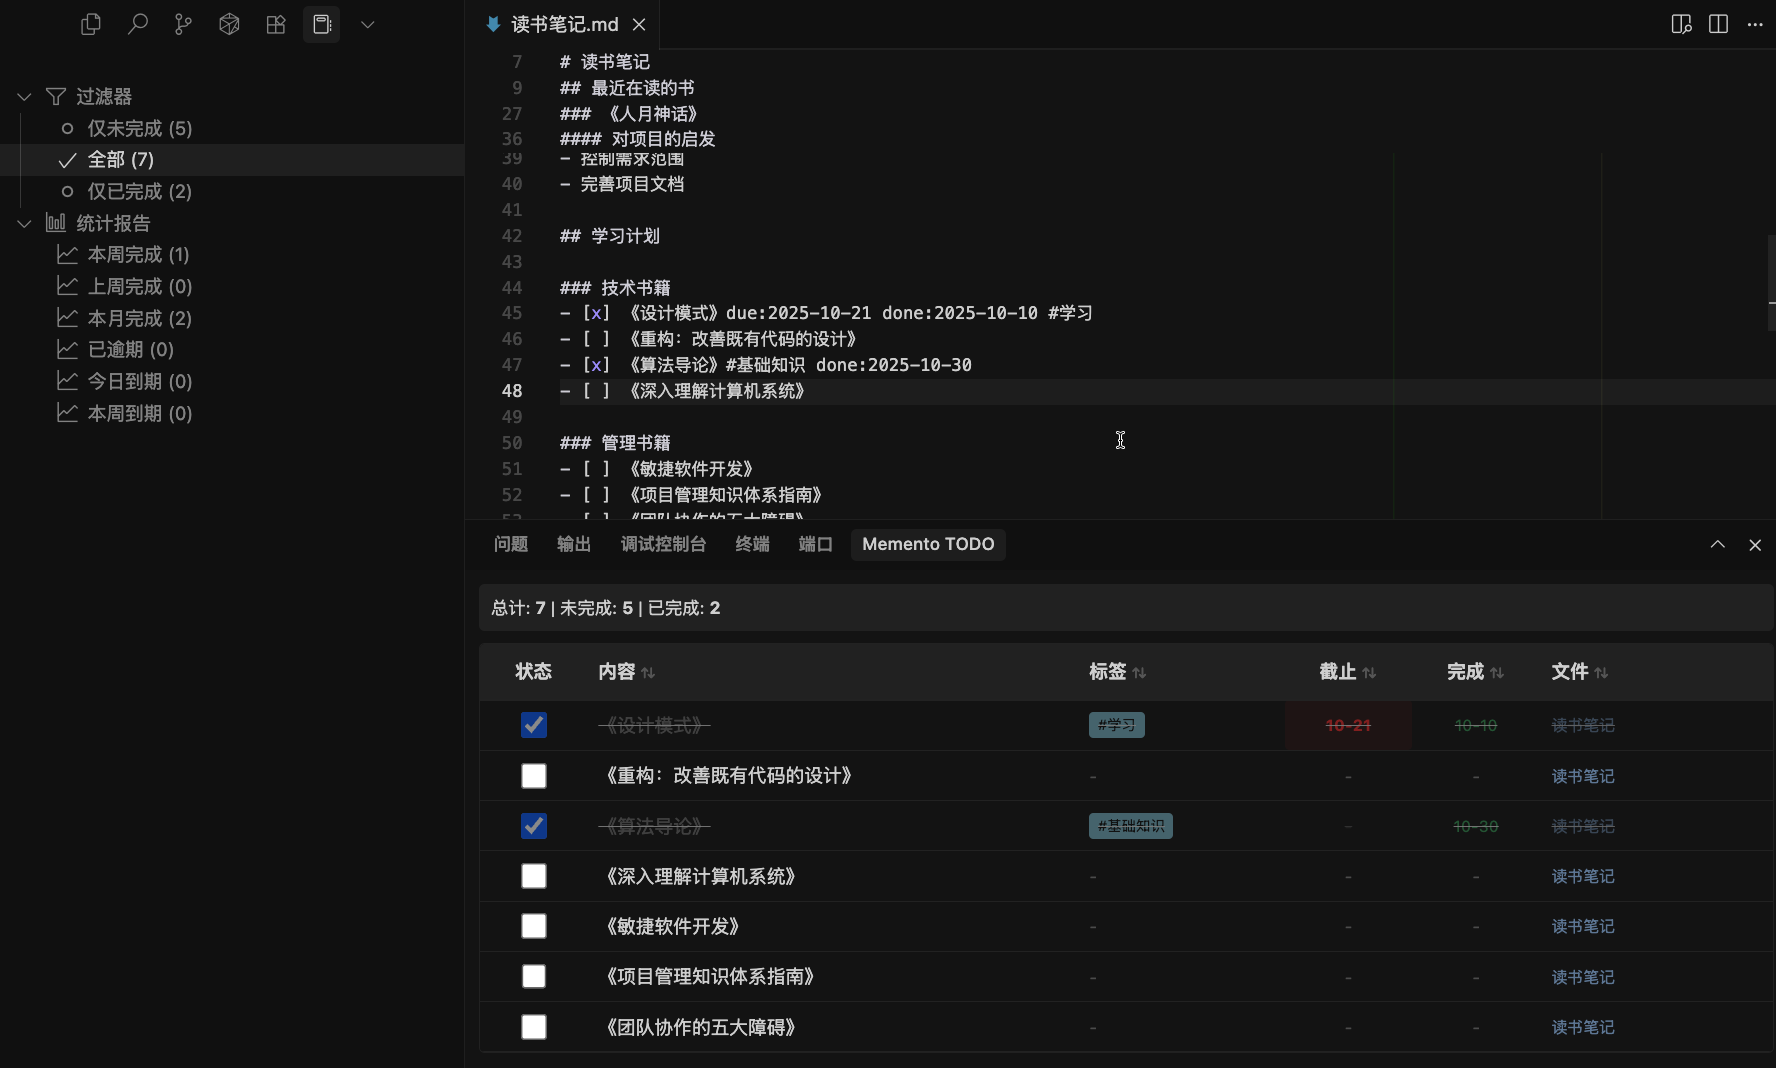 过滤器
仅未完成 (5)
全部 (7)
仅已完成 (2)
统计报告
本周完成 (1)
上周完成 (0)
本月完成 (2)
已逾期 (0)
今日到期 (0)
本周到期 (0)
读书笔记.md
7 # 读书笔记
9 ## 最近在读的书
27 ### 《人月神话》
36 #### 对项目的启发
39 - 控制需求范围
40 - 完善项目文档
41
42 ## 学习计划
43
44 ### 技术书籍
45 - [x] 《设计模式》due:2025-10-21 done:2025-10-10 #学习
46 - [ ] 《重构：改善既有代码的设计》
47 - [x] 《算法导论》#基础知识 done:2025-10-30
48 - [ ] 《深入理解计算机系统》
49
50 ### 管理书籍
51 - [ ] 《敏捷软件开发》
52 - [ ] 《项目管理知识体系指南》
53 - [ ] 《团队协作的五大障碍》
问题 输出 调试控制台 终端 端口 Memento TODO
总计: 7 | 未完成: 5 | 已完成: 2
状态 内容 标签 截止 完成 文件
《设计模式》 #学习 10-21 10-10 读书笔记
《重构：改善既有代码的设计》 - - - 读书笔记
《算法导论》 #基础知识 - 10-30 读书笔记
《深入理解计算机系统》 - - - 读书笔记
《敏捷软件开发》 - - - 读书笔记
《项目管理知识体系指南》 - - - 读书笔记
《团队协作的五大障碍》 - - - 读书笔记